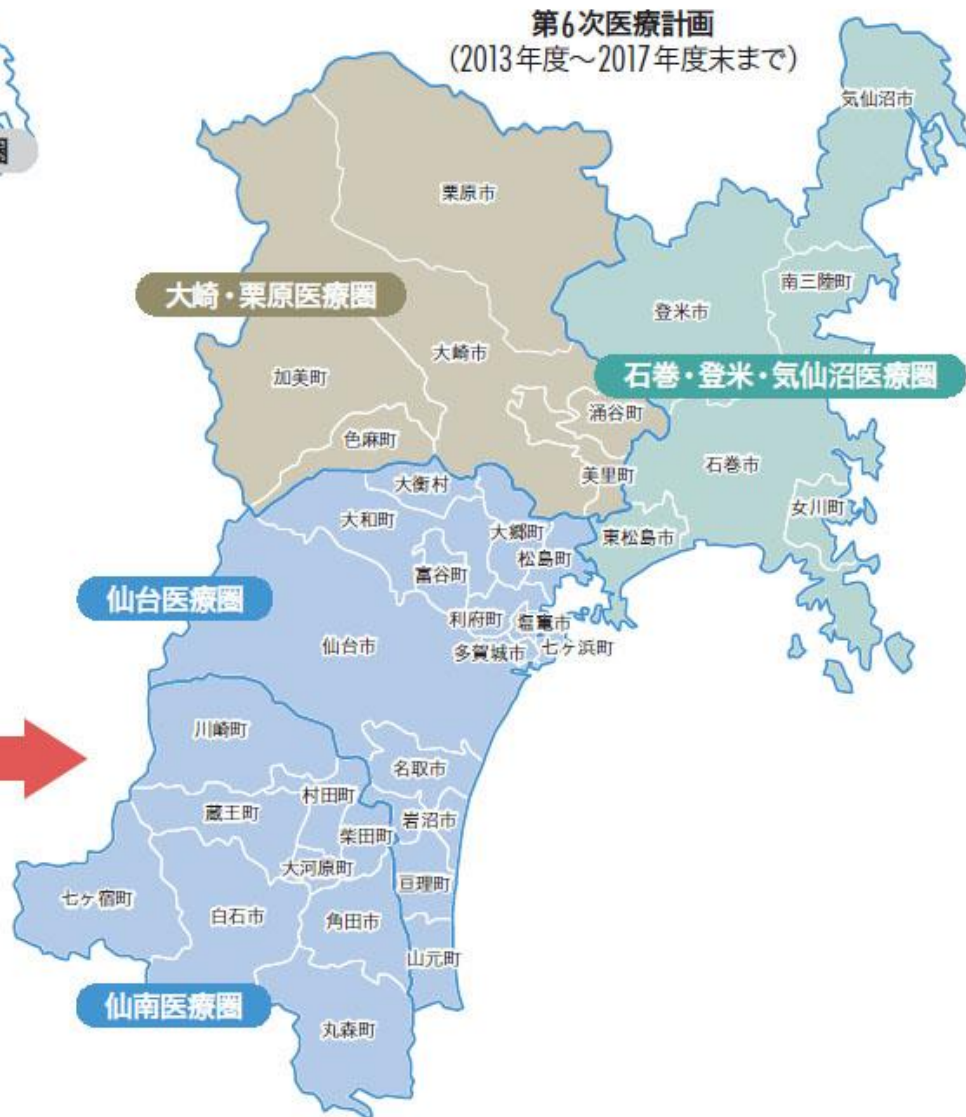 第6次医療計画
(2013年度〜2017年度末まで)
圏
気仙沼市
栗原市
南三陸町
大崎・栗原医療圏
登米市
大崎市
加美町
石巻・登米・気仙沼医療圏
涌谷町
色麻町
石巻市
美里町
大衡村
女川町
大和町
大郷町
東松島市
松島町
富谷町
仙台医療圏
利府町
塩竈市
仙台市
多賀城市
七ヶ浜町
川崎町
名取市
村田町
蔵王町
岩沼市
柴田町
大河原町
亘理町
七ヶ宿町
白石市
角田市
山元町
仙南医療圏
丸森町